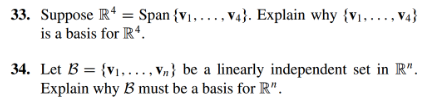 33. Suppose ℝ⁴ = Span {v₁, . . . , v₄}. Explain why {v₁, . . . , v₄}
is a basis for ℝ⁴.
34. Let ℬ = {v₁, . . . , vₙ} be a linearly independent set in ℝⁿ.
Explain why ℬ must be a basis for ℝⁿ.